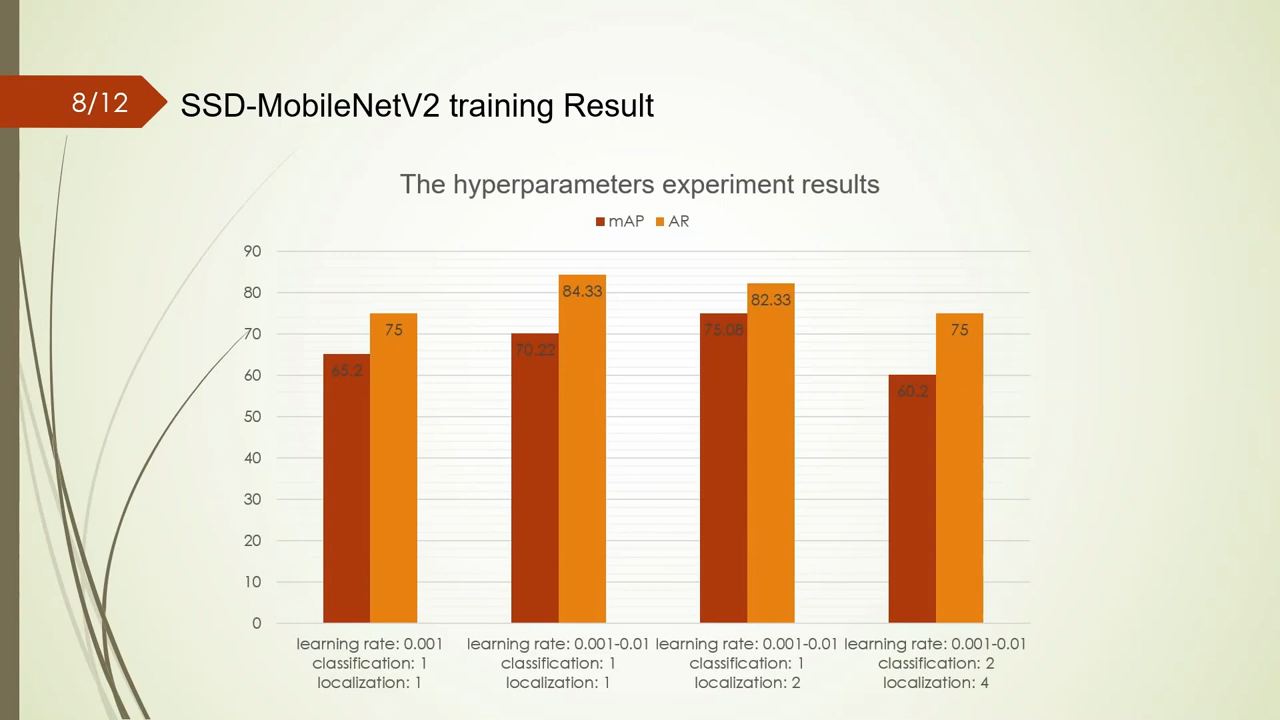 8/12
SSD-MobileNetV2 training Result
The hyperparameters experiment results
mAP AR
90
80
70
60
50
40
30
20
10
0
65.2
75
70.22
84.33
75.08
82.33
60.2
75
learning rate: 0.001
classification: 1
localization: 1
learning rate: 0.001-0.01
classification: 1
localization: 1
learning rate: 0.001-0.01
classification: 1
localization: 2
learning rate: 0.001-0.01
classification: 2
localization: 4